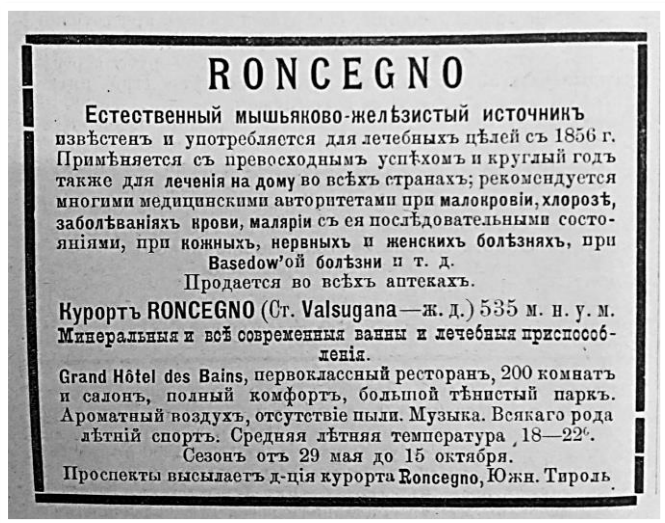 RONCEGNO
Естественный мышьяково-желѣзистый источникъ
извѣстенъ и употребляется для лечебныхъ цѣлей съ 1856 г.
Примѣняется съ превосходнымъ успѣхомъ и круглый годъ
также для леченія на дому во всѣхъ странахъ; рекомендуется
многими медицинскими авторитетами при малокровіи, хлорозѣ,
заболѣваніяхъ крови, маляріи съ ея послѣдовательными состо-
яніями, при кожныхъ, нервныхъ и женскихъ болѣзняхъ, при
Basedow'ой болѣзни и т. д.
Продается во всѣхъ аптекахъ.
Курортъ RONCEGNO (Ст. Valsugana—ж. д.) 535 м. н. у. м.
Минеральныя и всѣ современныя ванны и лечебныя приспособ-
ленія.
Grand Hôtel des Bains, первоклассный ресторанъ, 200 комнатъ
и салонъ, полный комфортъ, большой тѣнистый паркъ.
Ароматный воздухъ, отсутствіе пыли. Музыка. Всякаго рода
лѣтній спортъ. Средняя лѣтняя температура 18—22°.
Сезонъ отъ 29 мая до 15 октября.
Проспекты высылаетъ д-ція курорта Roncegno, Южн. Тироль